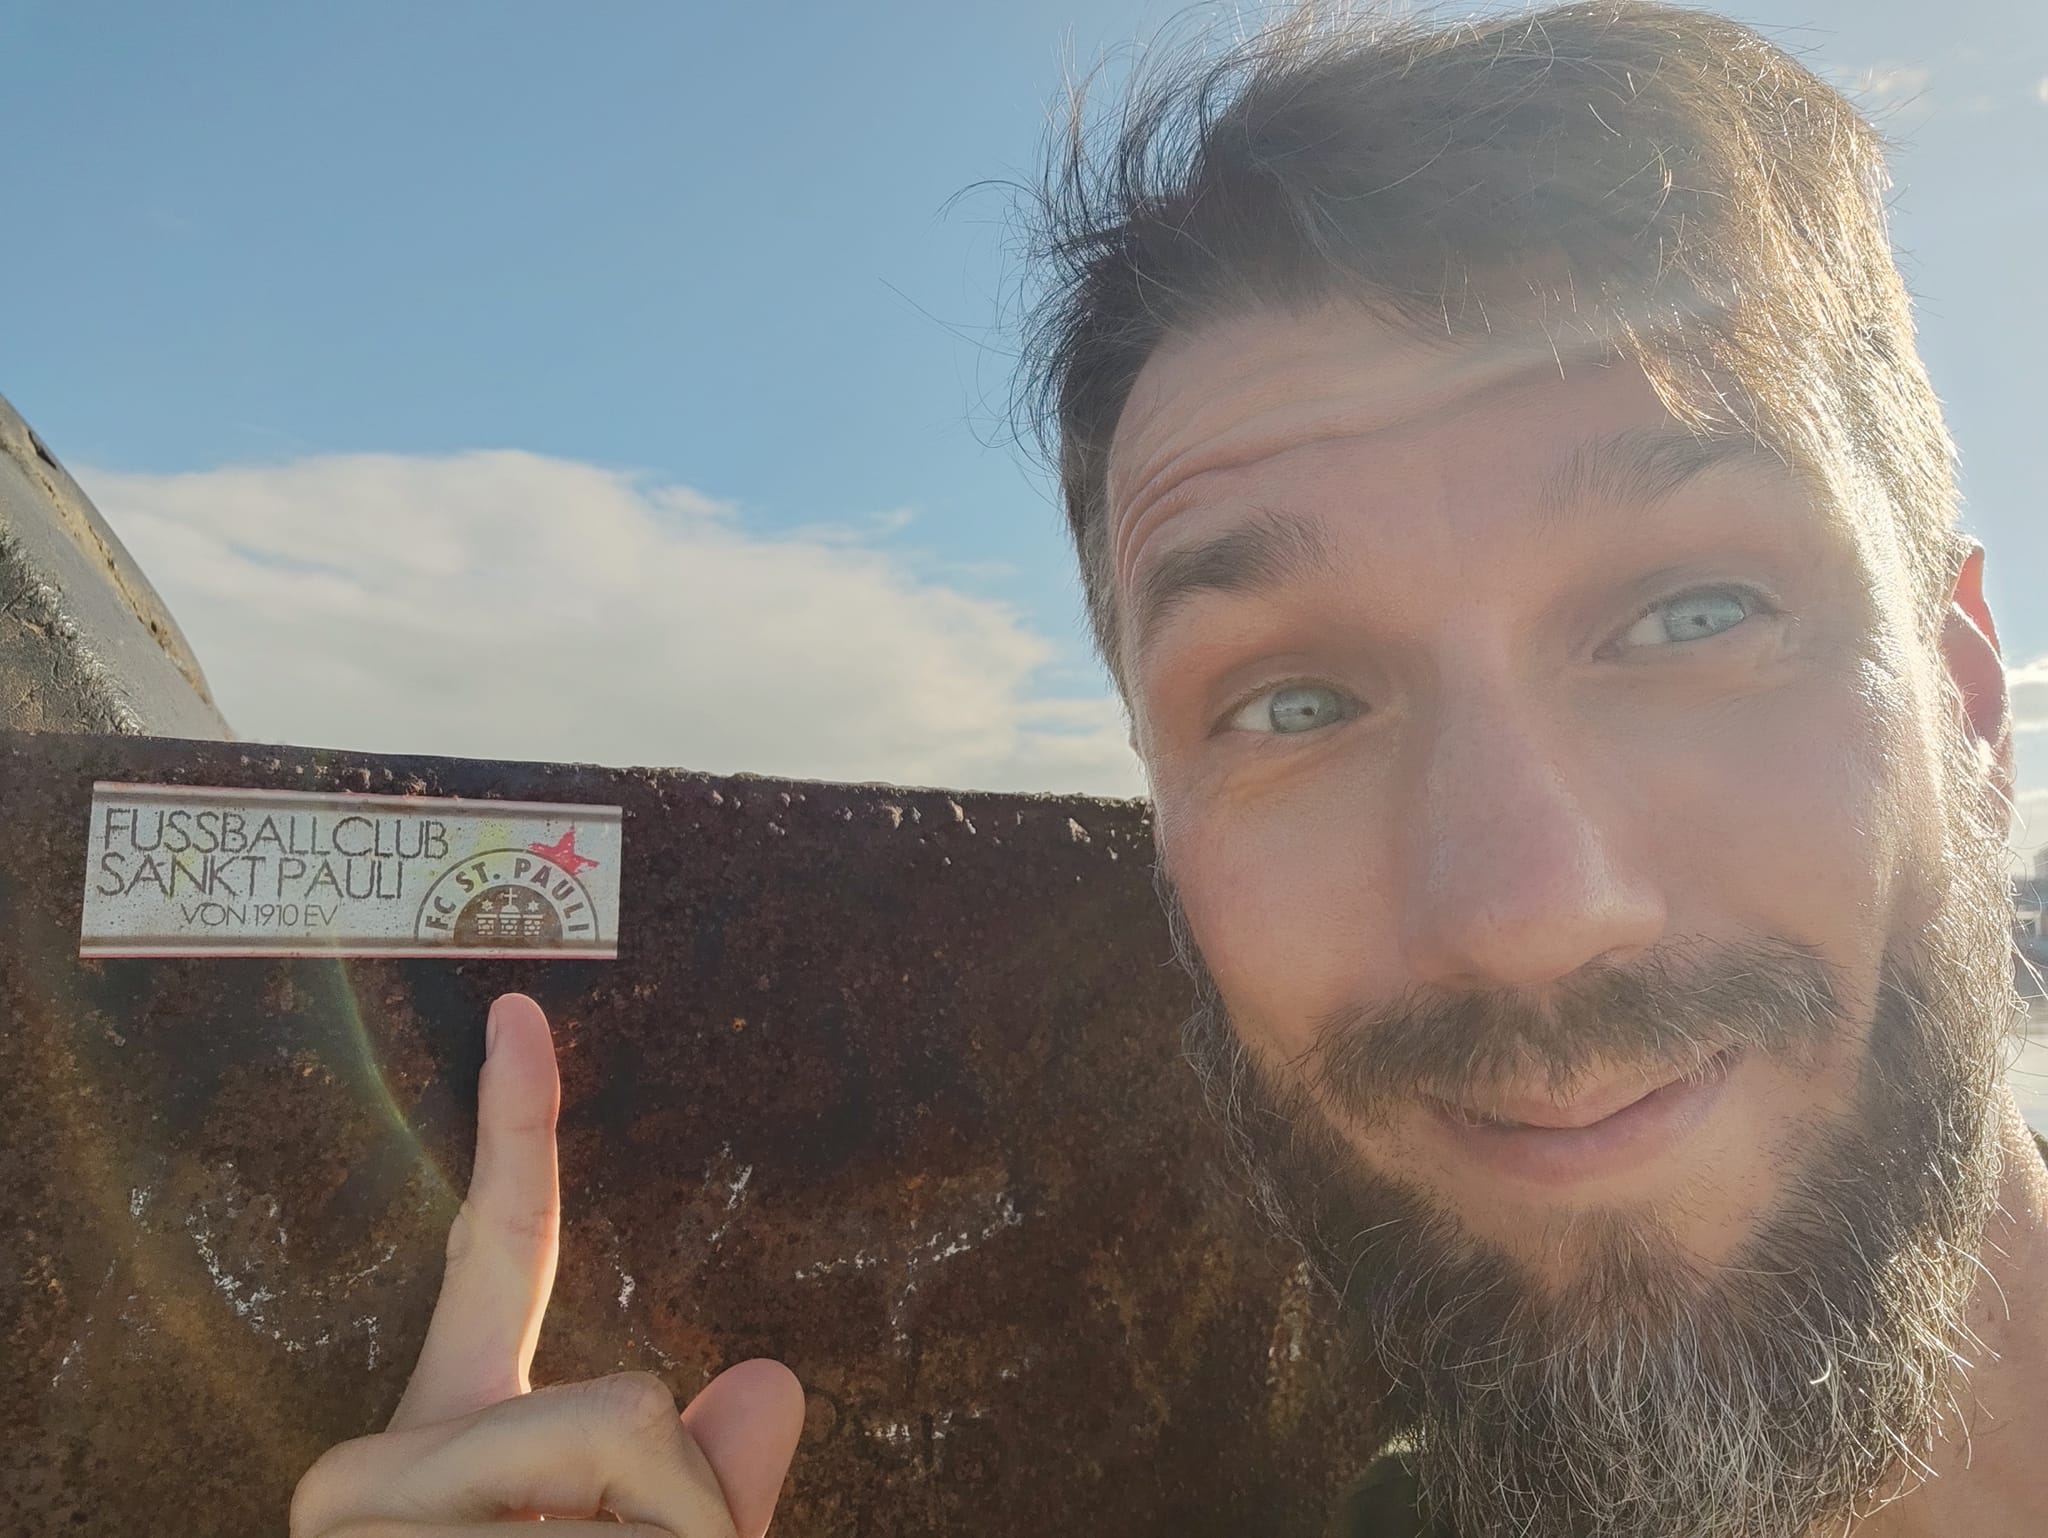 FUSSBALLCLUB
SANKT PAULI
VON 1910 EV
FC ST. PAULI